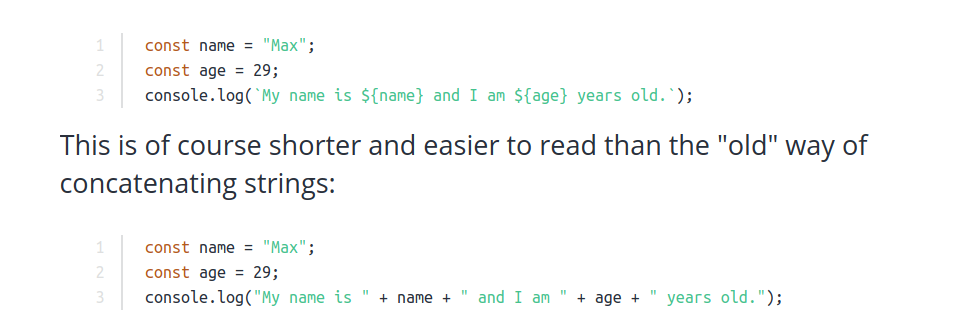 1 const name = "Max";
2 const age = 29;
3 console.log(`My name is ${name} and I am ${age} years old.`);
This is of course shorter and easier to read than the "old" way of
concatenating strings:
1 const name = "Max";
2 const age = 29;
3 console.log("My name is " + name + " and I am " + age + " years old.");